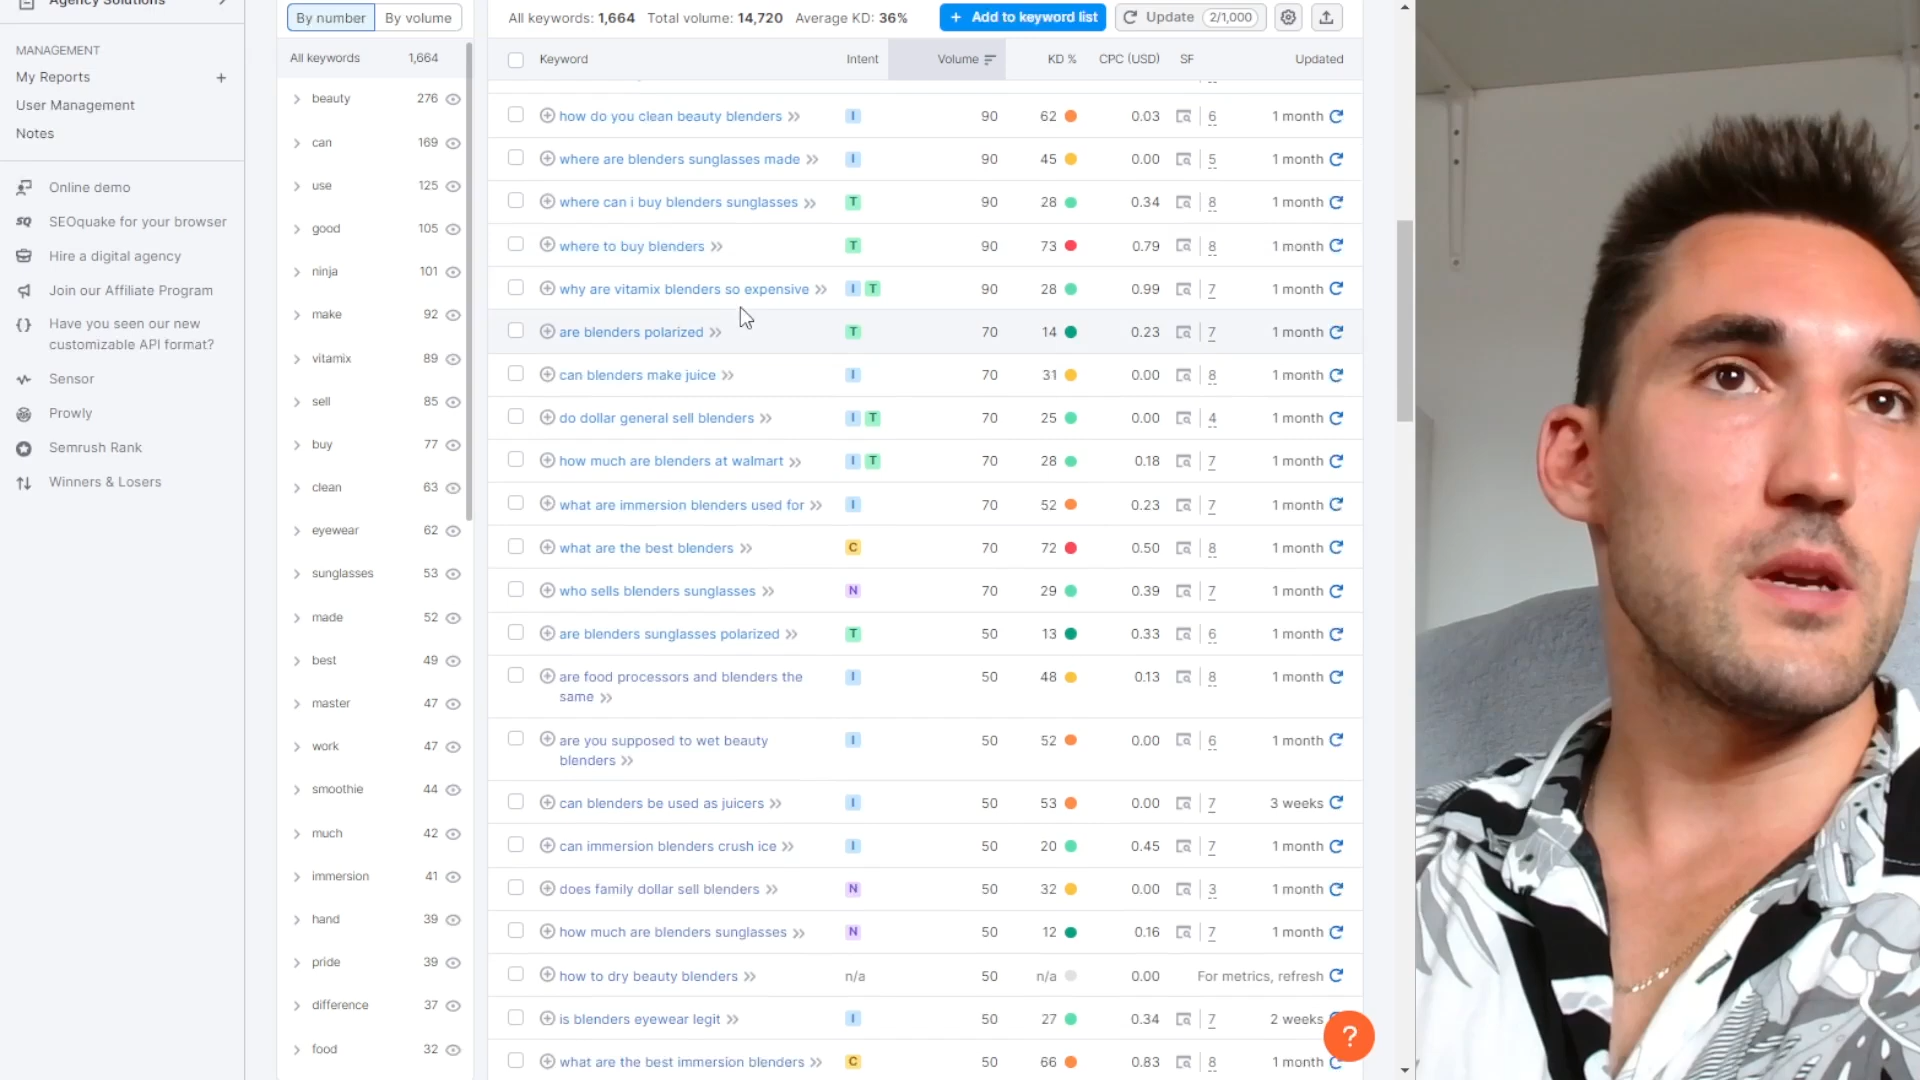 Agency Solutions
MANAGEMENT
My Reports +
User Management
Notes
Online demo
SQ SEOquake for your browser
Hire a digital agency
Join our Affiliate Program
{} Have you seen our new
customizable API format?
Sensor
Prowly
Semrush Rank
Winners & Losers
By number By volume
All keywords 1,664
beauty 276
can 169
use 125
good 105
ninja 101
make 92
vitamix 89
sell 85
buy 77
clean 63
eyewear 62
sunglasses 53
made 52
best 49
master 47
work 47
smoothie 44
much 42
immersion 41
hand 39
pride 39
difference 37
food 32
All keywords: 1,664 Total volume: 14,720 Average KD: 36% + Add to keyword list Update 2/1,000
Keyword Intent Volume KD % CPC (USD) SF Updated
how do you clean beauty blenders I 90 62 0.03 6 1 month
where are blenders sunglasses made I 90 45 0.00 5 1 month
where can i buy blenders sunglasses T 90 28 0.34 8 1 month
where to buy blenders T 90 73 0.79 8 1 month
why are vitamix blenders so expensive I T 90 28 0.99 7 1 month
are blenders polarized T 70 14 0.23 7 1 month
can blenders make juice I 70 31 0.00 8 1 month
do dollar general sell blenders I T 70 25 0.00 4 1 month
how much are blenders at walmart I T 70 28 0.18 7 1 month
what are immersion blenders used for I 70 52 0.23 7 1 month
what are the best blenders C 70 72 0.50 8 1 month
who sells blenders sunglasses N 70 29 0.39 7 1 month
are blenders sunglasses polarized T 50 13 0.33 6 1 month
are food processors and blenders the I 50 48 0.13 8 1 month
same
are you supposed to wet beauty I 50 52 0.00 6 1 month
blenders
can blenders be used as juicers I 50 53 0.00 7 3 weeks
can immersion blenders crush ice I 50 20 0.45 7 1 month
does family dollar sell blenders N 50 32 0.00 3 1 month
how much are blenders sunglasses N 50 12 0.16 7 1 month
how to dry beauty blenders n/a 50 n/a 0.00 For metrics, refresh
is blenders eyewear legit I 50 27 0.34 7 2 weeks
what are the best immersion blenders C 50 66 0.83 8 1 month
?